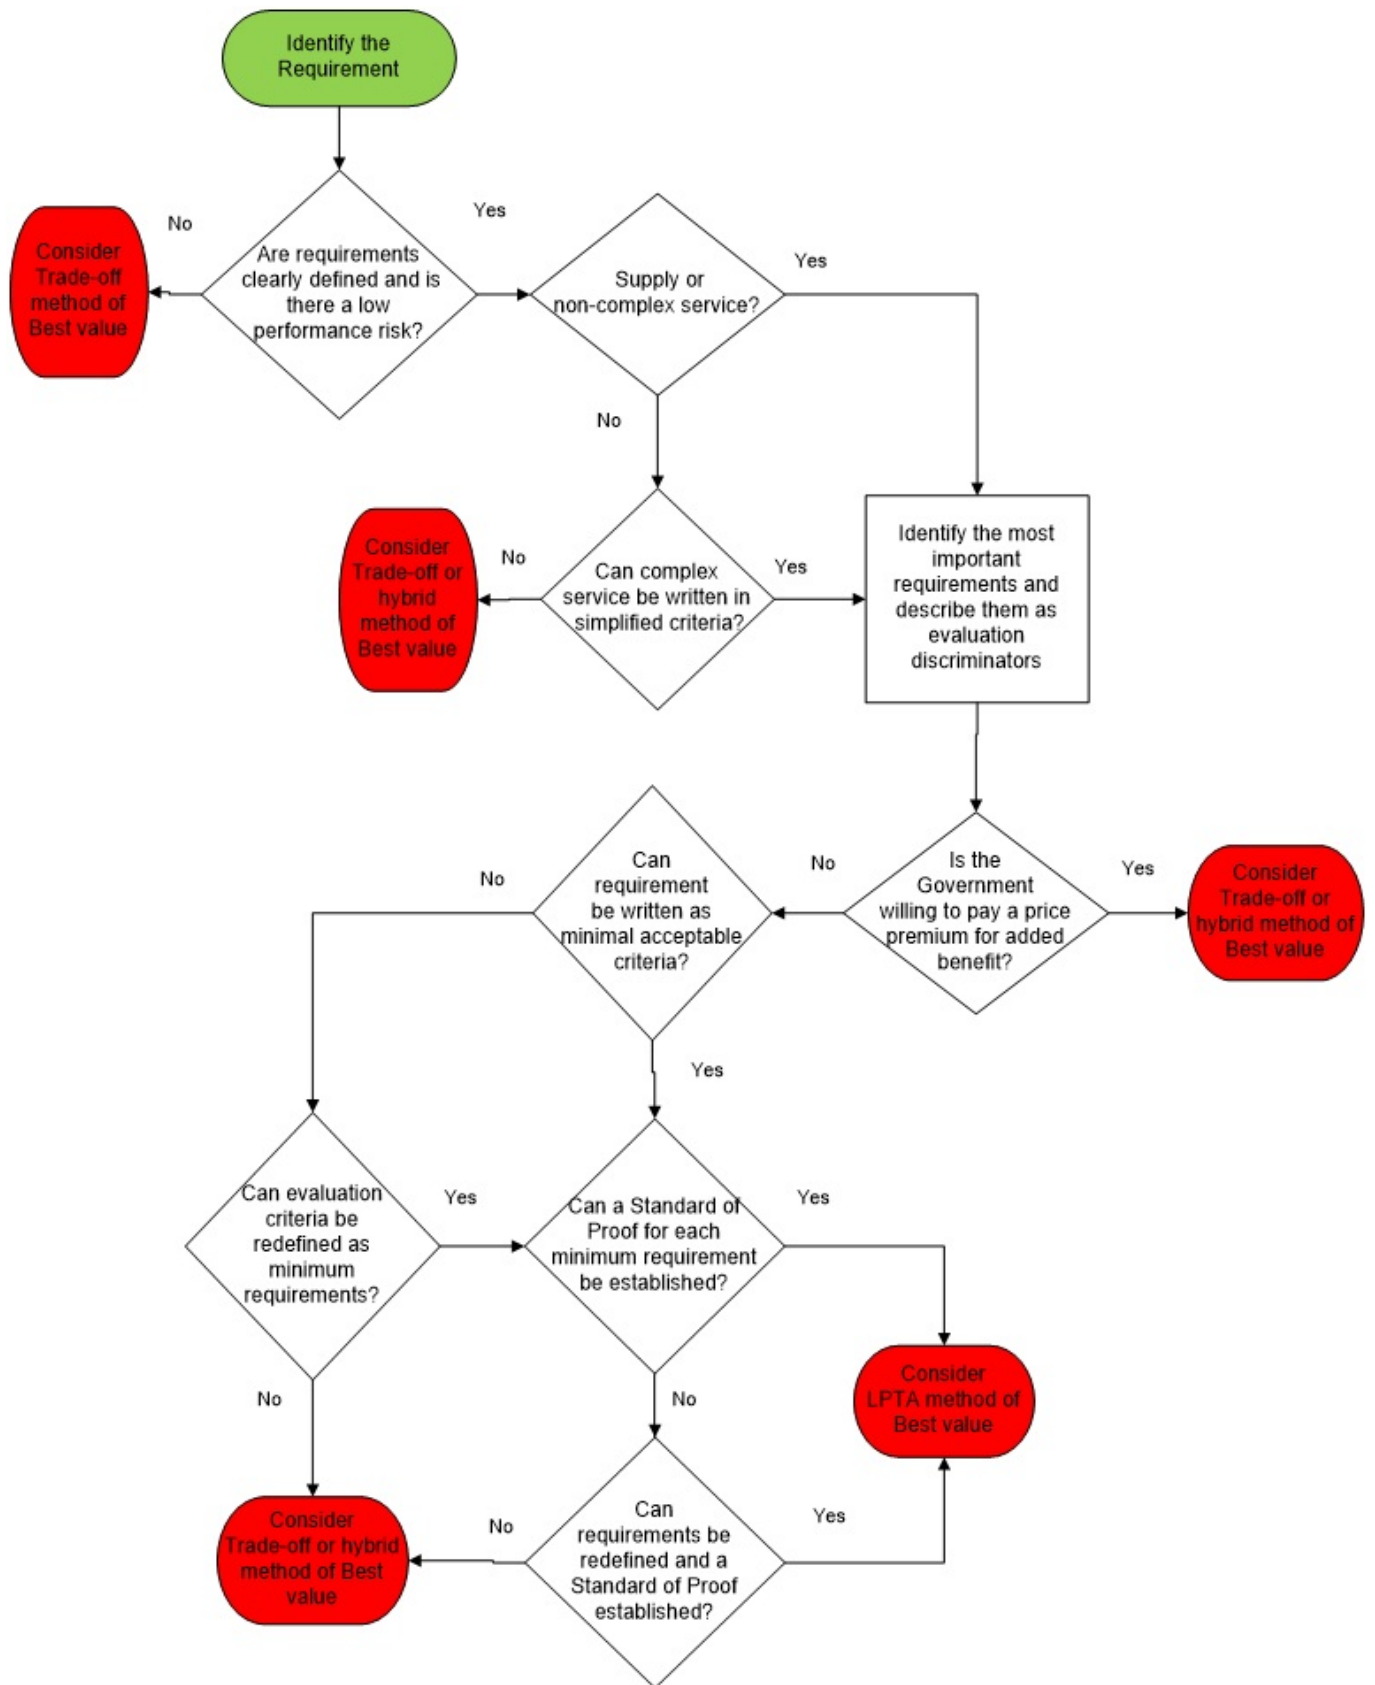 Identify the
Requirement
No
Yes
Consider
Trade-off
method of
Best value
Are requirements
clearly defined and is
there a low
performance risk?
Supply or
non-complex service?
Yes
No
Consider
Trade-off or
hybrid
method of
Best value
No
Can complex
service be written in
simplified criteria?
Yes
Identify the most
important
requirements and
describe them as
evaluation
discriminators
No
Can
requirement
be written as
minimal acceptable
criteria?
No
Is the
Government
willing to pay a price
premium for added
benefit?
Yes
Consider
Trade-off or
hybrid method of
Best value
Yes
Can evaluation
criteria be
redefined as
minimum
requirements?
Yes
Can a Standard of
Proof for each
minimum requirement
be established?
Yes
No
No
Consider
LPTA method of
Best value
Consider
Trade-off or hybrid
method of Best
value
No
Can
requirements be
redefined and a
Standard of Proof
established?
Yes